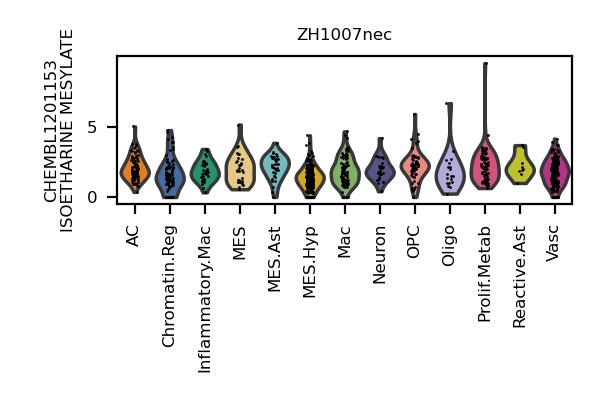 ZH1007nec
CHEMBL1201153
ISOETHARINE MESYLATE
5
0
AC
Chromatin.Reg
Inflammatory.Mac
MES
MES.Ast
MES.Hyp
Mac
Neuron
OPC
Oligo
Prolif.Metab
Reactive.Ast
Vasc